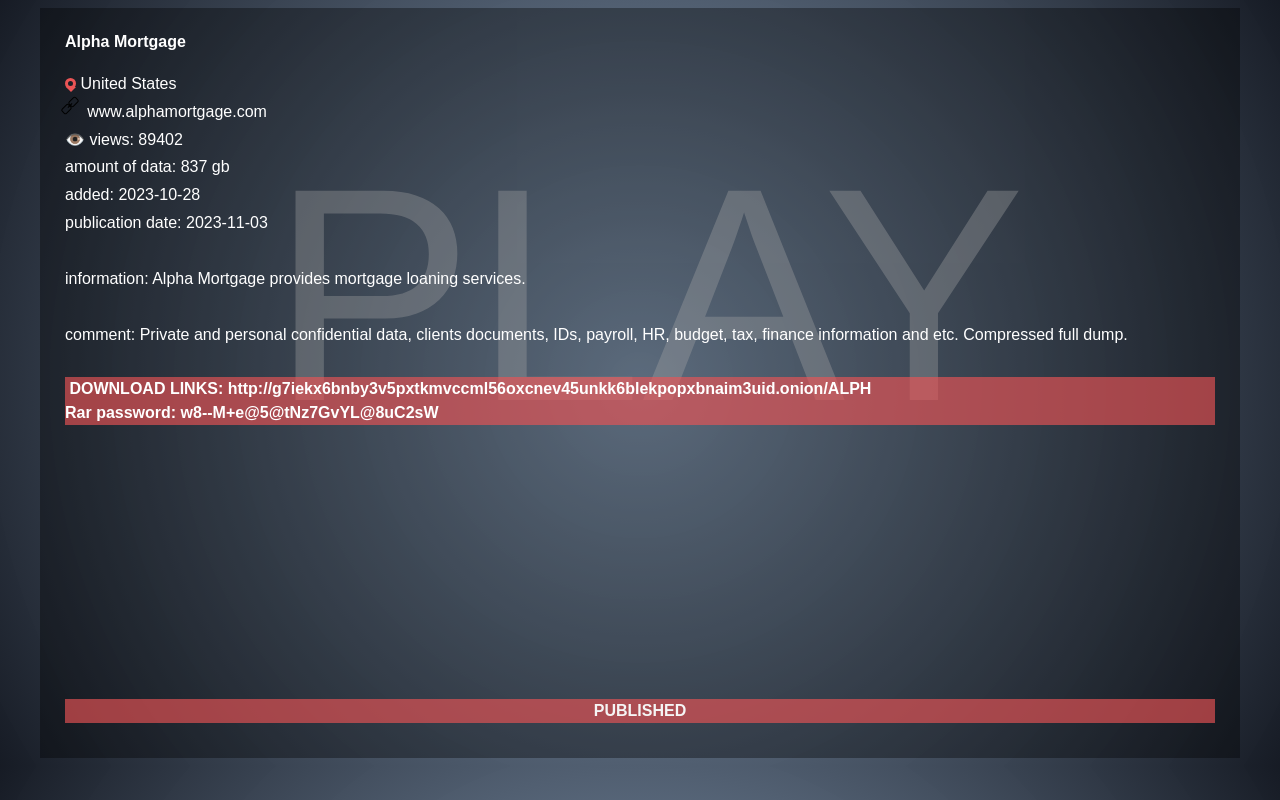 Alpha Mortgage
United States
www.alphamortgage.com
views: 89402
amount of data: 837 gb
added: 2023-10-28
publication date: 2023-11-03
PLAY
information: Alpha Mortgage provides mortgage loaning services.
comment: Private and personal confidential data, clients documents, IDs, payroll, HR, budget, tax, finance information and etc. Compressed full dump.
DOWNLOAD LINKS: http://g7iekx6bnby3v5pxtkmvccml56oxcnev45unkk6blekpopxbnaim3uid.onion/ALPH
Rar password: w8--M+e@5@tNz7GvYL@8uC2sW
PUBLISHED